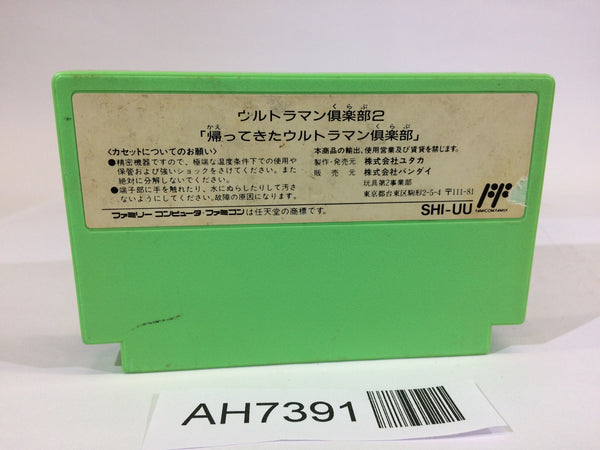 くらぶ
ウルトラマン倶楽部2
かえ くらぶ
「帰ってきたウルトラマン倶楽部」
〈カセットについてのお願い〉
●精密機器ですので、極端な温度条件下での使用や
保管および強いショックをさけてください。また
絶対に分解しないでください。
●端子部に手を触れたり、水にぬらしたりして汚さ
ないようにしてください。故障の原因になります。
ファミリーコンピュータ・ファミコンは任天堂の商標です。
本商品の輸出、使用営業及び賃貸を禁じます。
製作・発売元 株式会社ユタカ
販売元 株式会社バンダイ
玩具第2事業部
東京都台東区駒形2-5-4 〒111-81
SHI-UU
FAMICOM FAMILY
AH7391